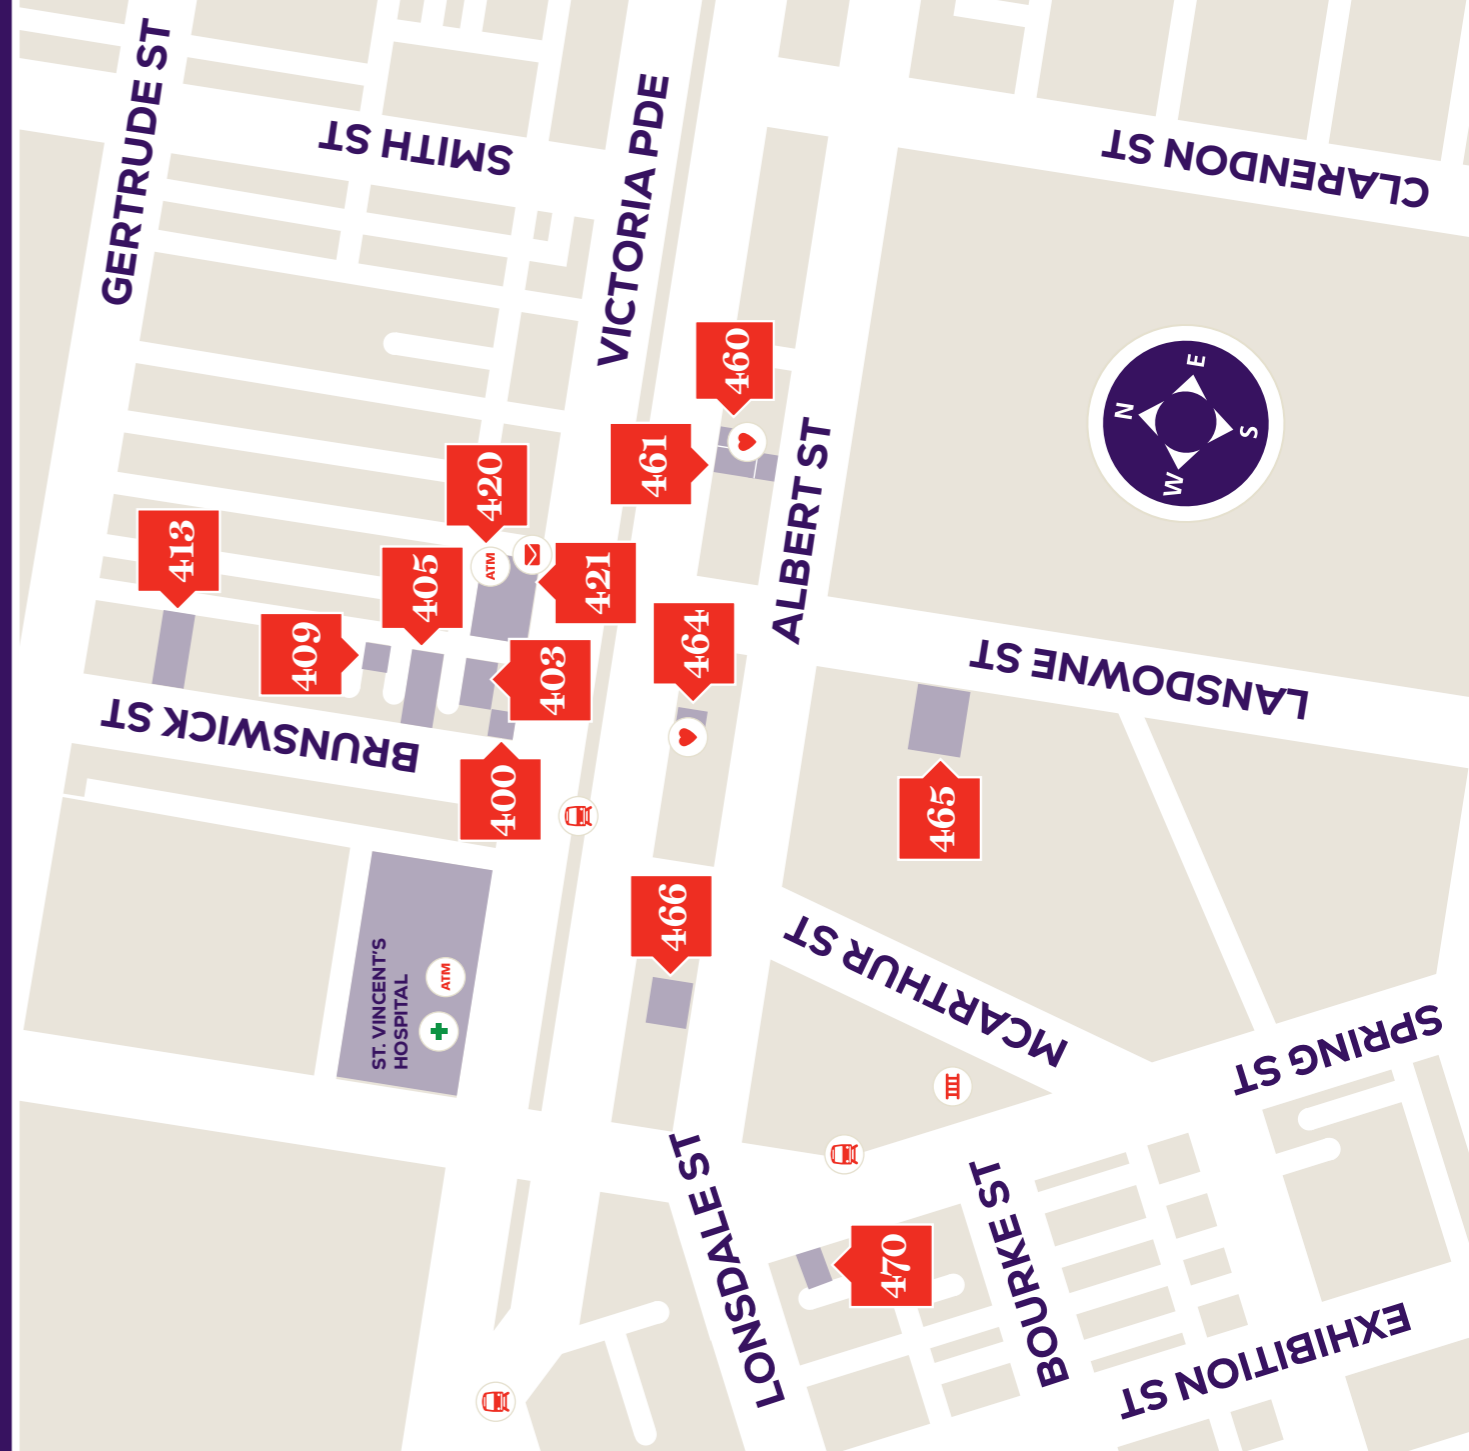 GERTRUDE ST
SMITH ST
VICTORIA PDE
CLARENDON ST
N
E
S
W
460
461
420
413
405
421
409
403
464
ALBERT ST
LANSDOWNE ST
BRUNSWICK ST
400
465
466
MCARTHUR ST
ATM
ST. VINCENT'S
HOSPITAL
ATM
SPRING ST
LONSDALE ST
BOURKE ST
470
EXHIBITION ST